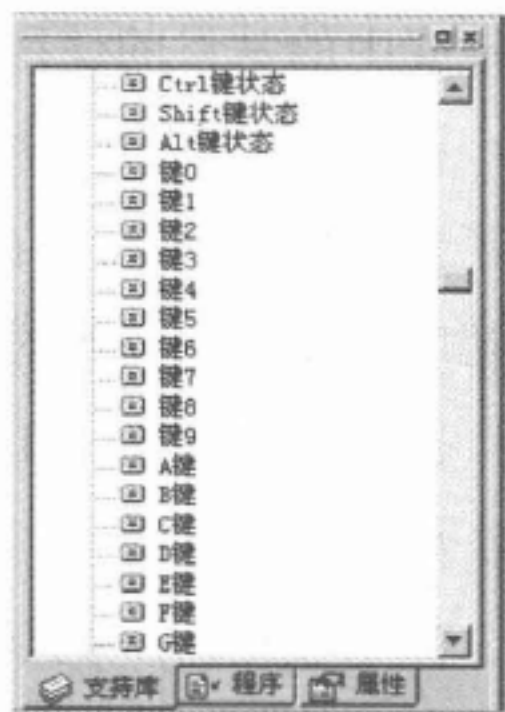 Ctrl键状态
Shift键状态
Alt键状态
键0
键1
键2
键3
键4
键5
键6
键7
键8
键9
A键
B键
C键
D键
E键
F键
G键
支持库 程序 属性